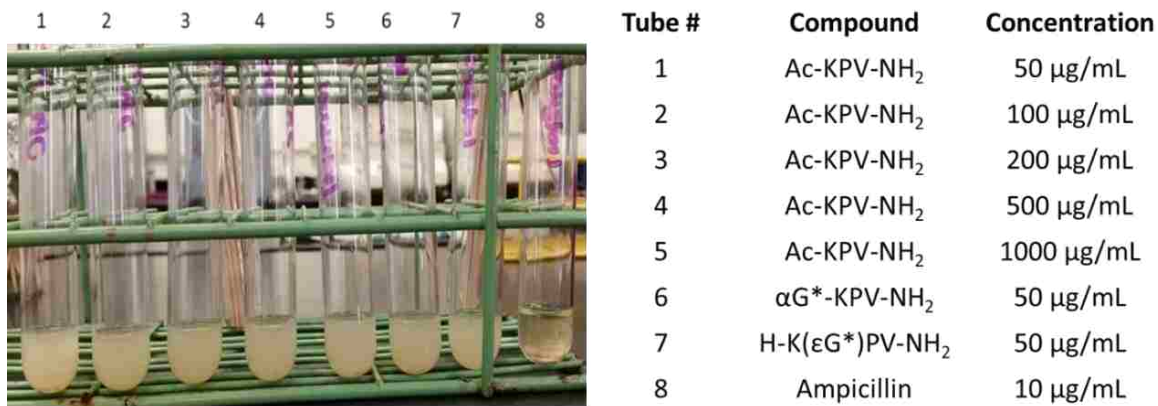 1 2 3 4 5 6 7 8
Tube # Compound Concentration
1 Ac-KPV-NH₂ 50 µg/mL
2 Ac-KPV-NH₂ 100 µg/mL
3 Ac-KPV-NH₂ 200 µg/mL
4 Ac-KPV-NH₂ 500 µg/mL
5 Ac-KPV-NH₂ 1000 µg/mL
6 αG*-KPV-NH₂ 50 µg/mL
7 H-K(εG*)PV-NH₂ 50 µg/mL
8 Ampicillin 10 µg/mL